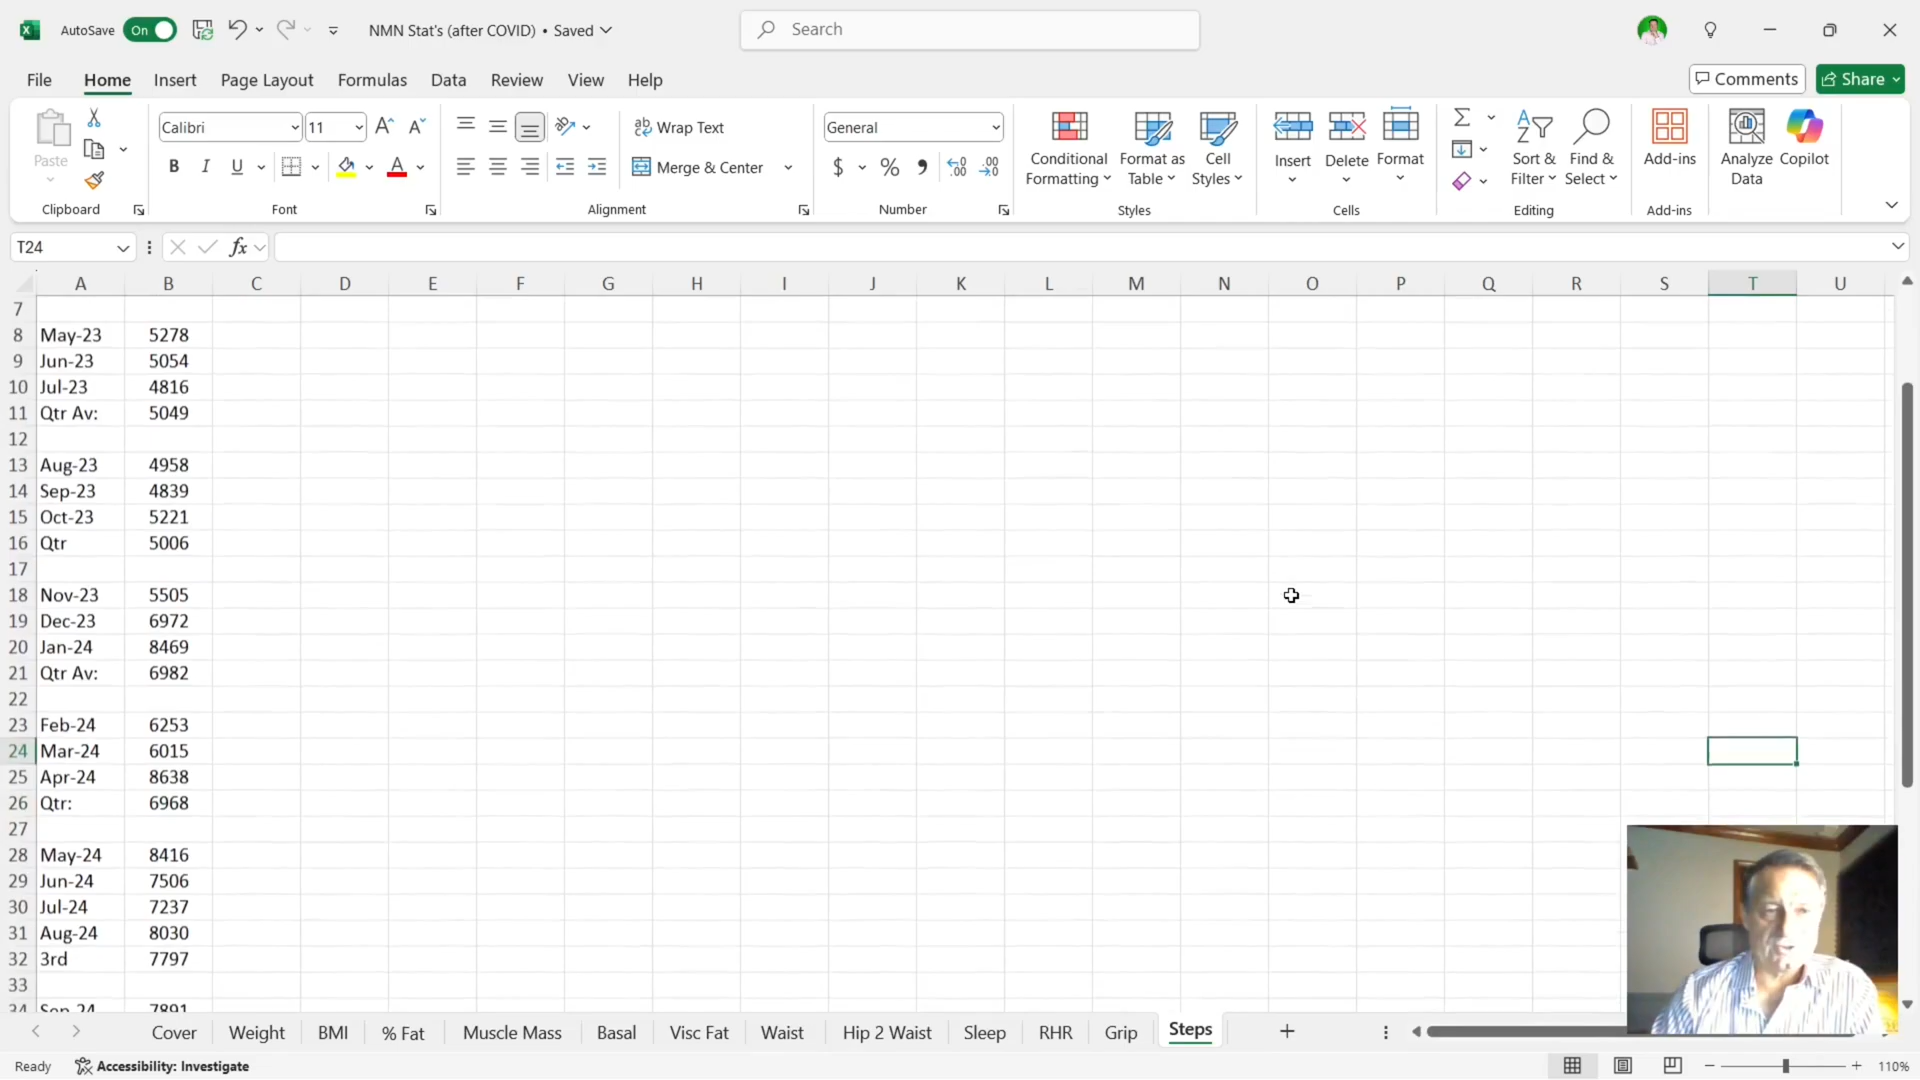 AutoSave On NMN Stat's (after COVID) • Saved Search
File Home Insert Page Layout Formulas Data Review View Help Comments Share
Paste Calibri 11 Wrap Text General Conditional Formatting Format as Table Cell Styles Insert Delete Format Sort & Filter Find & Select Add-ins Analyze Data Copilot
B I U Merge & Center $ %
Clipboard Font Alignment Number Styles Cells Editing Add-ins
T24 fx
A B C D E F G H I J K L M N O P Q R S T U
7
8 May-23 5278
9 Jun-23 5054
10 Jul-23 4816
11 Qtr Av: 5049
12
13 Aug-23 4958
14 Sep-23 4839
15 Oct-23 5221
16 Qtr 5006
17
18 Nov-23 5505
19 Dec-23 6972
20 Jan-24 8469
21 Qtr Av: 6982
22
23 Feb-24 6253
24 Mar-24 6015
25 Apr-24 8638
26 Qtr: 6968
27
28 May-24 8416
29 Jun-24 7506
30 Jul-24 7237
31 Aug-24 8030
32 3rd 7797
33
34 Sep-24 7891
Cover Weight BMI % Fat Muscle Mass Basal Visc Fat Waist Hip 2 Waist Sleep RHR Grip Steps
Ready Accessibility: Investigate 110%